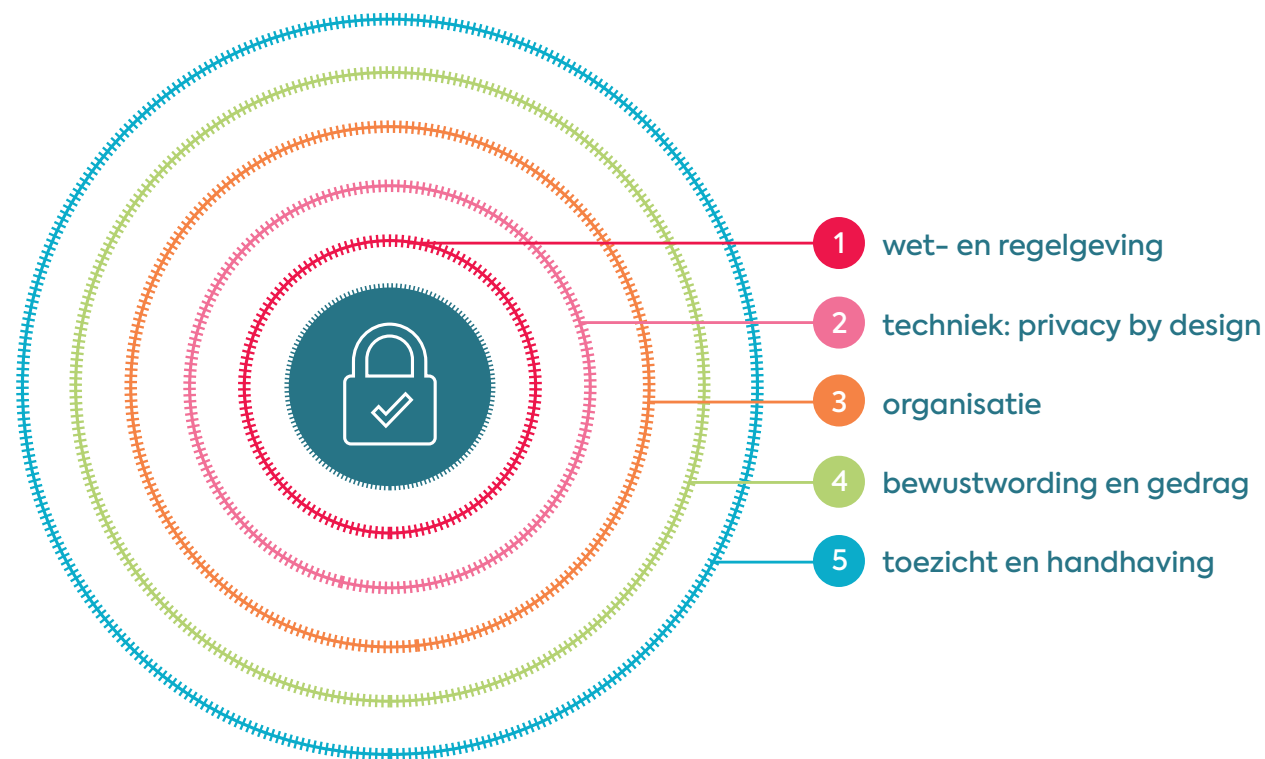 1 wet- en regelgeving
2 techniek: privacy by design
3 organisatie
4 bewustwording en gedrag
5 toezicht en handhaving